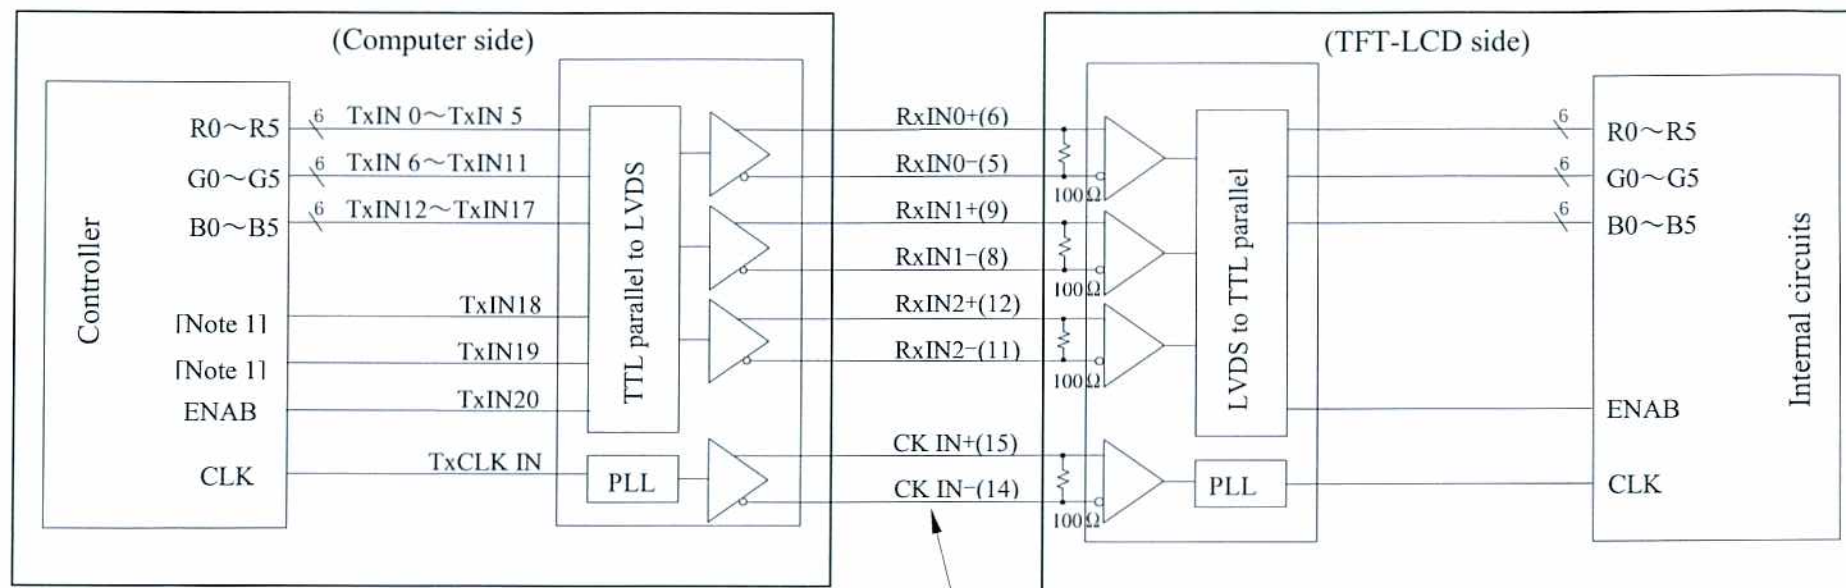 (Computer side)
(TFT-LCD side)
Controller
R0～R5
6
TxIN 0～TxIN 5
G0～G5
6
TxIN 6～TxIN11
B0～B5
6
TxIN12～TxIN17
[Note 1]
TxIN18
[Note 1]
TxIN19
ENAB
TxIN20
CLK
TxCLK IN
TTL parallel to LVDS
PLL
RxIN0+(6)
RxIN0−(5)
100Ω
RxIN1+(9)
RxIN1−(8)
100Ω
RxIN2+(12)
RxIN2−(11)
100Ω
CK IN+(15)
CK IN−(14)
100Ω
LVDS to TTL parallel
PLL
6
R0～R5
6
G0～G5
6
B0～B5
ENAB
CLK
Internal circuits